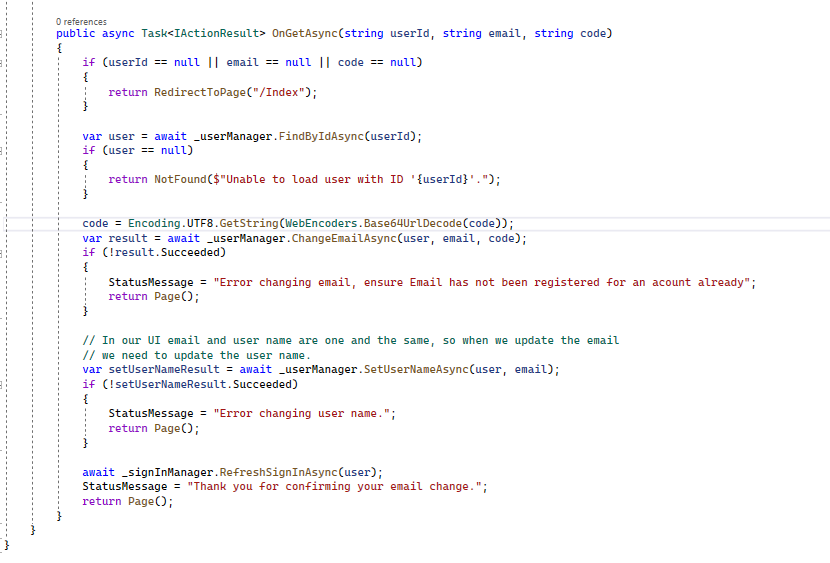 0 references
public async Task<IActionResult> OnGetAsync(string userId, string email, string code)
{
if (userId == null || email == null || code == null)
{
return RedirectToPage("/Index");
}
var user = await _userManager.FindByIdAsync(userId);
if (user == null)
{
return NotFound($"Unable to load user with ID '{userId}'.");
}
code = Encoding.UTF8.GetString(WebEncoders.Base64UrlDecode(code));
var result = await _userManager.ChangeEmailAsync(user, email, code);
if (!result.Succeeded)
{
StatusMessage = "Error changing email, ensure Email has not been registered for an acount already";
return Page();
}
// In our UI email and user name are one and the same, so when we update the email
// we need to update the user name.
var setUserNameResult = await _userManager.SetUserNameAsync(user, email);
if (!setUserNameResult.Succeeded)
{
StatusMessage = "Error changing user name.";
return Page();
}
await _signInManager.RefreshSignInAsync(user);
StatusMessage = "Thank you for confirming your email change.";
return Page();
}
}
}